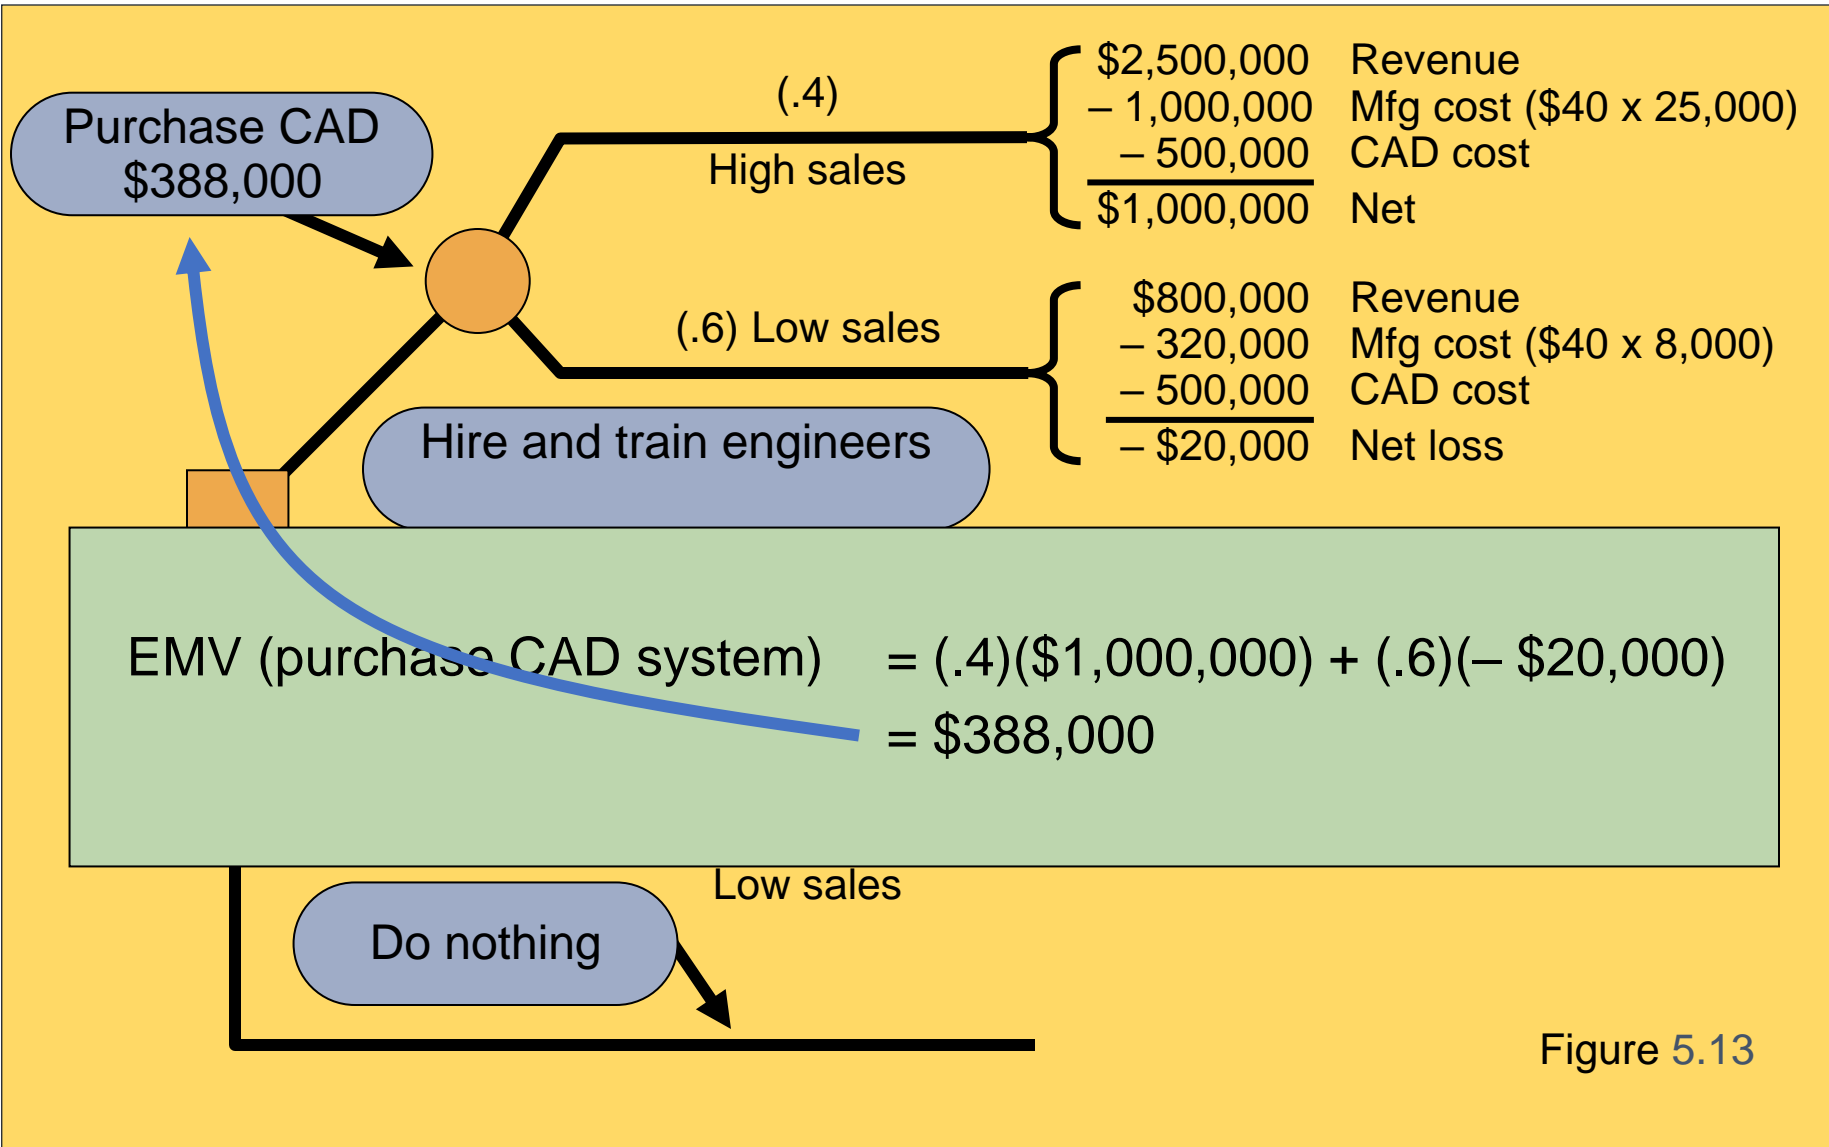 Purchase CAD
$388,000
(.4)
High sales
$2,500,000 Revenue
– 1,000,000 Mfg cost ($40 x 25,000)
– 500,000 CAD cost
$1,000,000 Net
(.6) Low sales
$800,000 Revenue
– 320,000 Mfg cost ($40 x 8,000)
– 500,000 CAD cost
– $20,000 Net loss
Hire and train engineers
EMV (purchase CAD system) = (.4)($1,000,000) + (.6)(– $20,000)
= $388,000
Low sales
Do nothing
Figure 5.13